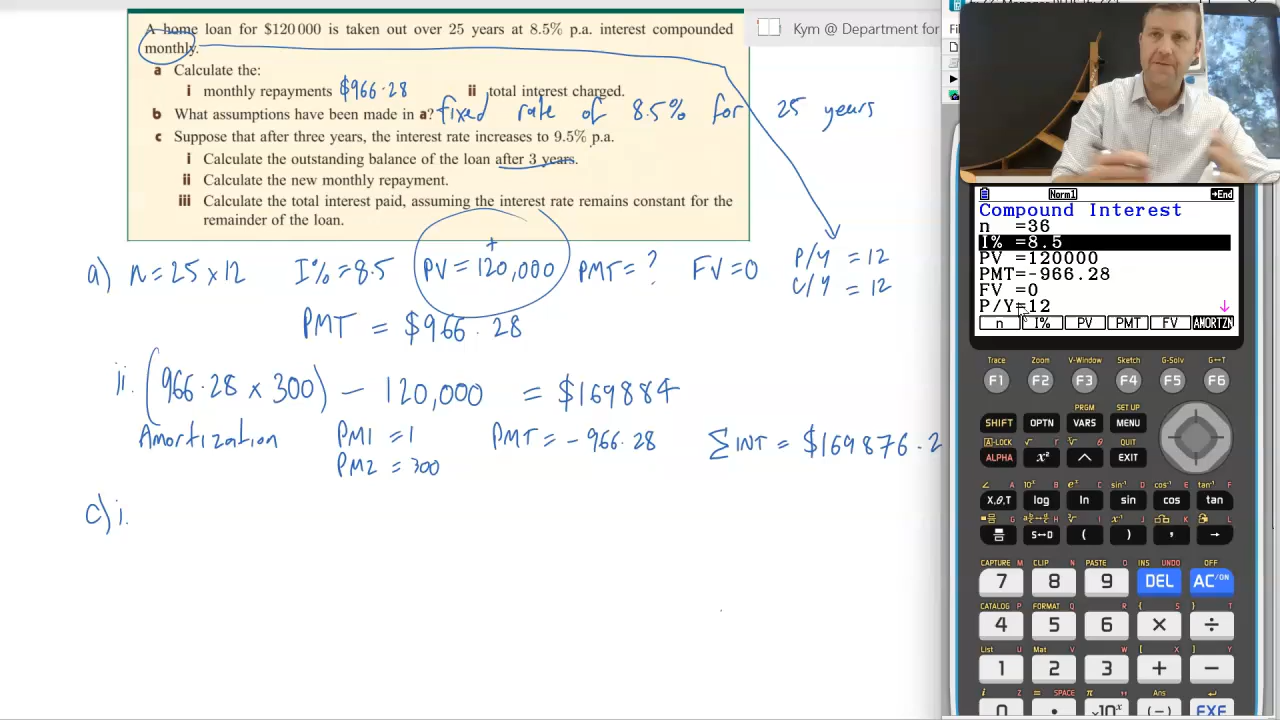 A home loan for $120 000 is taken out over 25 years at 8.5% p.a. interest compounded
monthly.
a Calculate the:
i monthly repayments $966.28 ii total interest charged.
b What assumptions have been made in a? fixed rate of 8.5% for 25 years
c Suppose that after three years, the interest rate increases to 9.5% p.a.
i Calculate the outstanding balance of the loan after 3 years.
ii Calculate the new monthly repayment.
iii Calculate the total interest paid, assuming the interest rate remains constant for the
remainder of the loan.
Kym @ Department for
a) n = 25 x 12 I% = 8.5 PV = 120,000 PMT = ? FV = 0 P/Y = 12
+
C/Y = 12
PMT = $966.28
ii. (966.28 x 300) - 120,000 = $169884
Amortization PM1 = 1 PMT = -966.28 ΣINT = $169876.2
PM2 = 300
c) i.
Norm1 End
Compound Interest
n =36
I% =8.5
PV =120000
PMT=-966.28
FV =0
P/Y=12
n I% PV PMT FV AMORTZN
Trace Zoom V-Window Sketch G-Solv G↔T
F1 F2 F3 F4 F5 F6
PRGM SET UP
SHIFT OPTN VARS MENU
A-LOCK QUIT
ALPHA x² ^ EXIT
X,θ,T log ln sin cos tan
S↔D ( ) , →
CAPTURE CLIP PASTE INS UNDO OFF
7 8 9 DEL AC/ON
CATALOG FORMAT
4 5 6 × ÷
List Mat
1 2 3 + −
SPACE Ans
0 . ×10ˣ (−) EXE